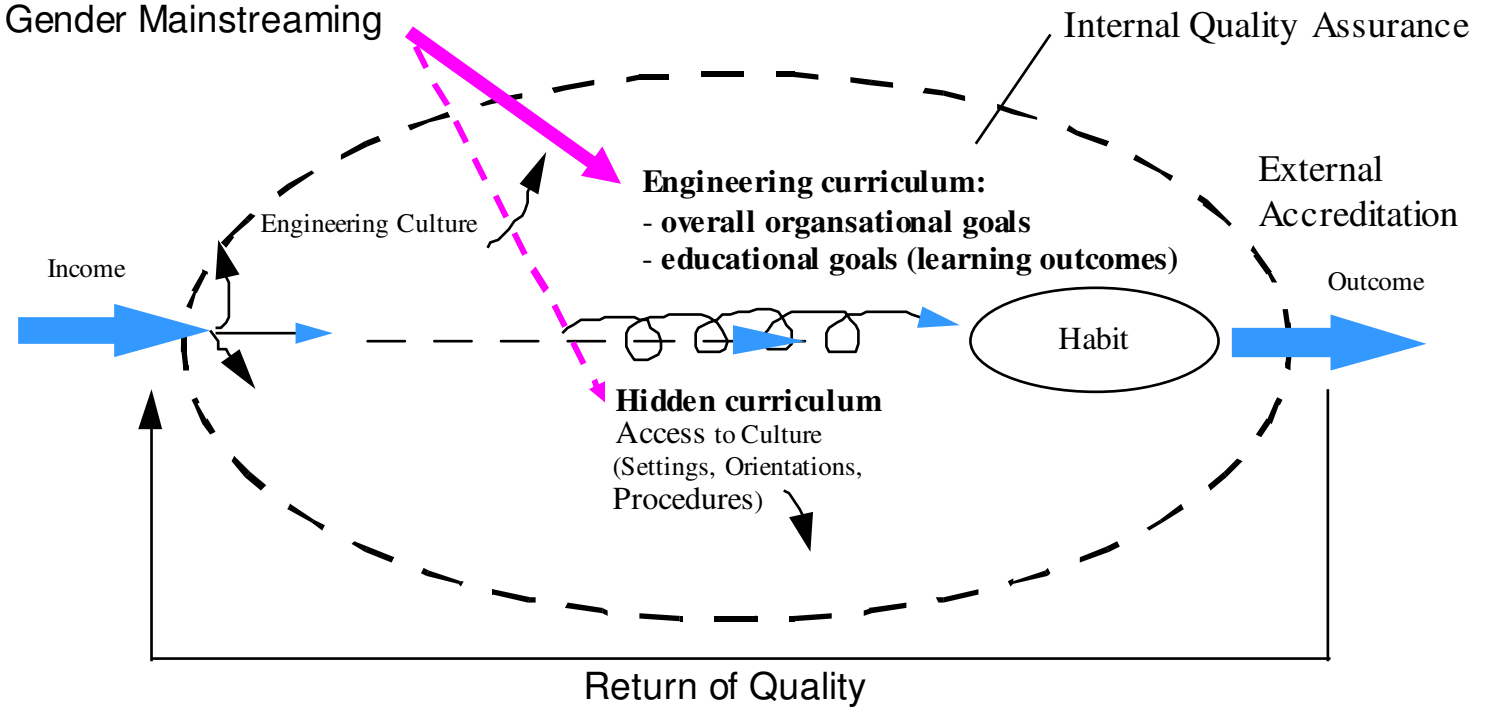 Gender Mainstreaming
Internal Quality Assurance
Engineering curriculum:
- overall organsational goals
- educational goals (learning outcomes)
External
Accreditation
Engineering Culture
Income
Outcome
Habit
Hidden curriculum
Access to Culture
(Settings, Orientations,
Procedures)
Return of Quality